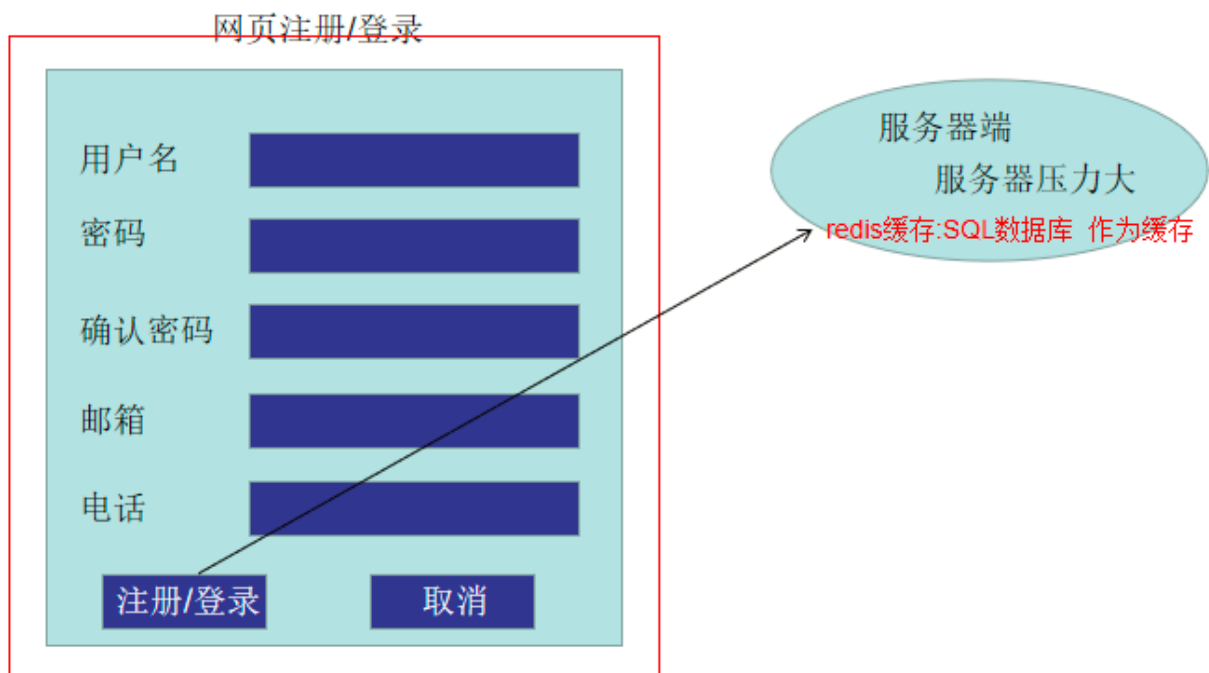 网页注册/登录
用户名
密码
确认密码
邮箱
电话
注册/登录
取消
服务器端
服务器压力大
redis缓存:SQL数据库 作为缓存